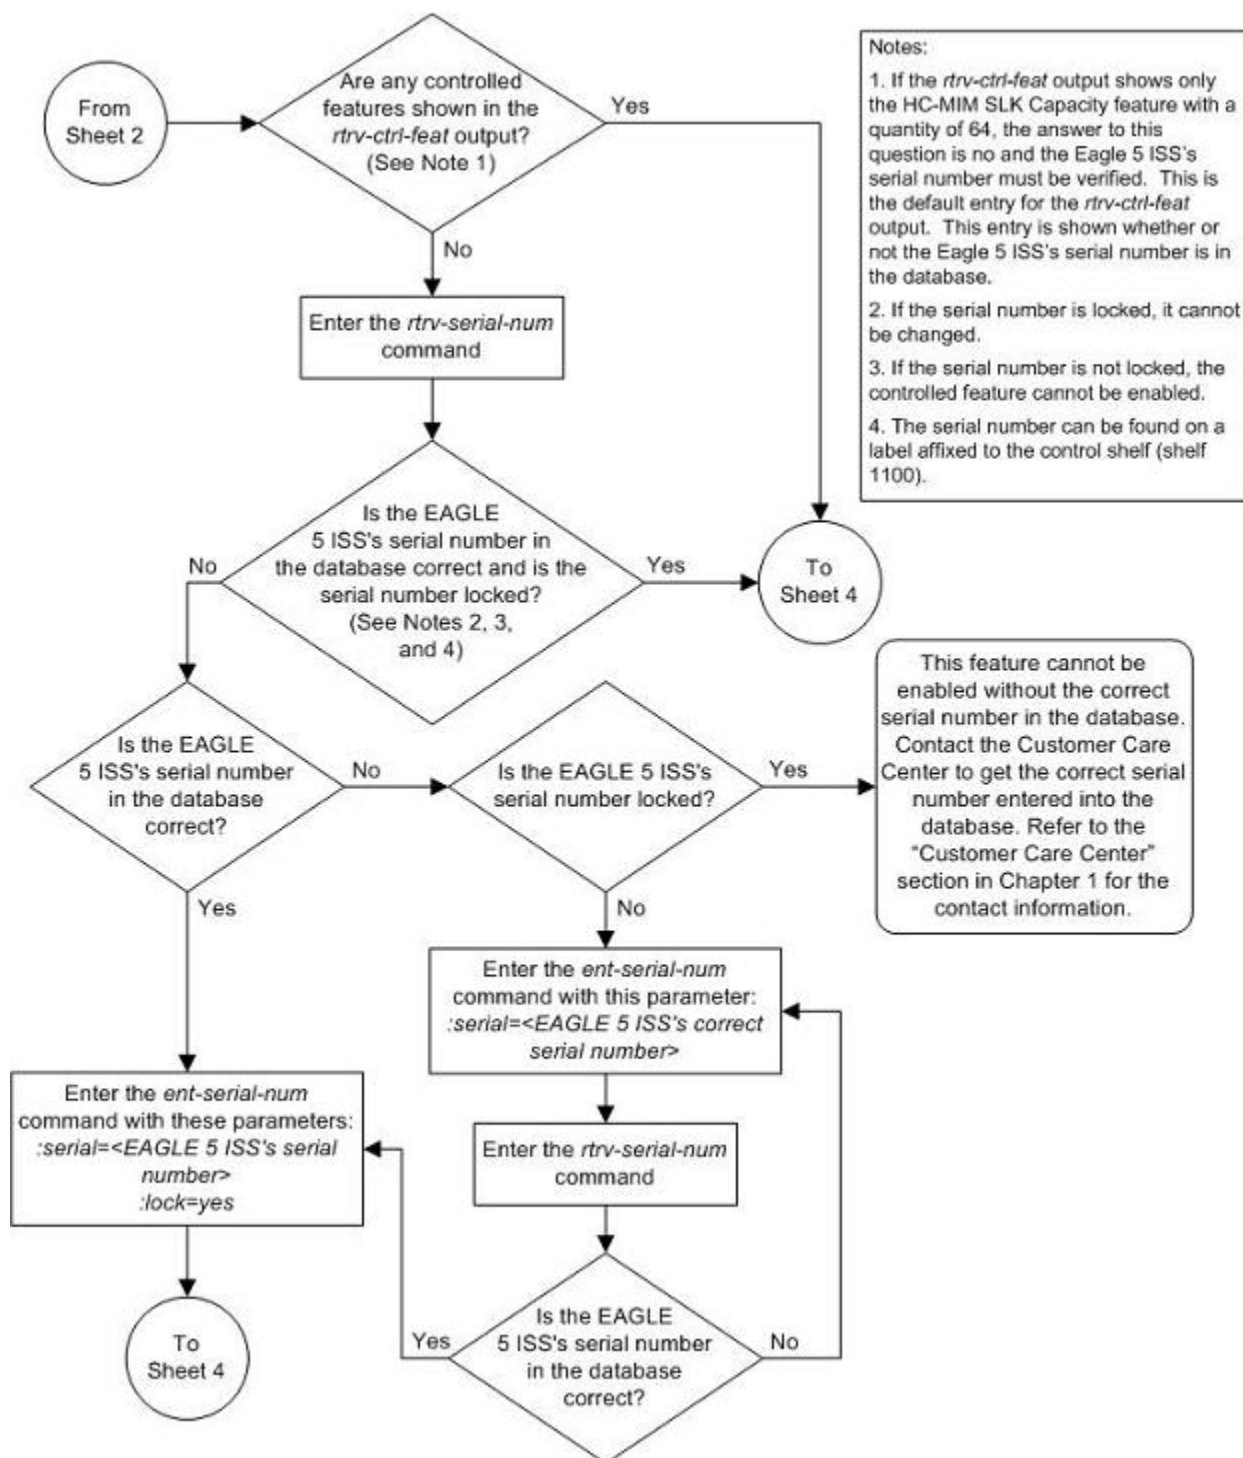 From
Sheet 2
Are any controlled
features shown in the
rtrv-ctrl-feat output?
(See Note 1)
Yes
No
Notes:
1. If the rtrv-ctrl-feat output shows only
the HC-MIM SLK Capacity feature with a
quantity of 64, the answer to this
question is no and the Eagle 5 ISS's
serial number must be verified. This is
the default entry for the rtrv-ctrl-feat
output. This entry is shown whether or
not the Eagle 5 ISS's serial number is in
the database.
2. If the serial number is locked, it cannot
be changed.
3. If the serial number is not locked, the
controlled feature cannot be enabled.
4. The serial number can be found on a
label affixed to the control shelf (shelf
1100).
Enter the rtrv-serial-num
command
Is the EAGLE
5 ISS's serial number in
the database correct and is the
serial number locked?
(See Notes 2, 3,
and 4)
No
Yes
To
Sheet 4
Is the EAGLE
5 ISS's serial number
in the database
correct?
No
Yes
Is the EAGLE 5 ISS's
serial number locked?
Yes
No
This feature cannot be
enabled without the correct
serial number in the database.
Contact the Customer Care
Center to get the correct serial
number entered into the
database. Refer to the
“Customer Care Center”
section in Chapter 1 for the
contact information.
Enter the ent-serial-num
command with this parameter:
:serial=<EAGLE 5 ISS's correct
serial number>
Enter the ent-serial-num
command with these parameters:
:serial=<EAGLE 5 ISS's serial
number>
:lock=yes
Enter the rtrv-serial-num
command
Is the EAGLE
5 ISS's serial number
in the database
correct?
Yes
No
To
Sheet 4